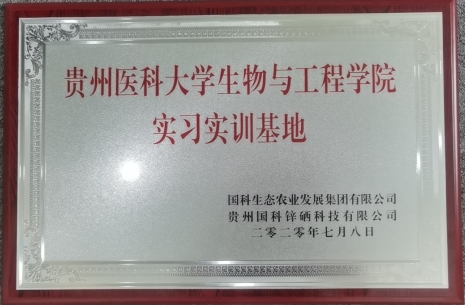 贵州医科大学生物与工程学院
实习实训基地
国科生态农业发展集团有限公司
贵州国科锌硒科技有限公司
二零二零年七月八日